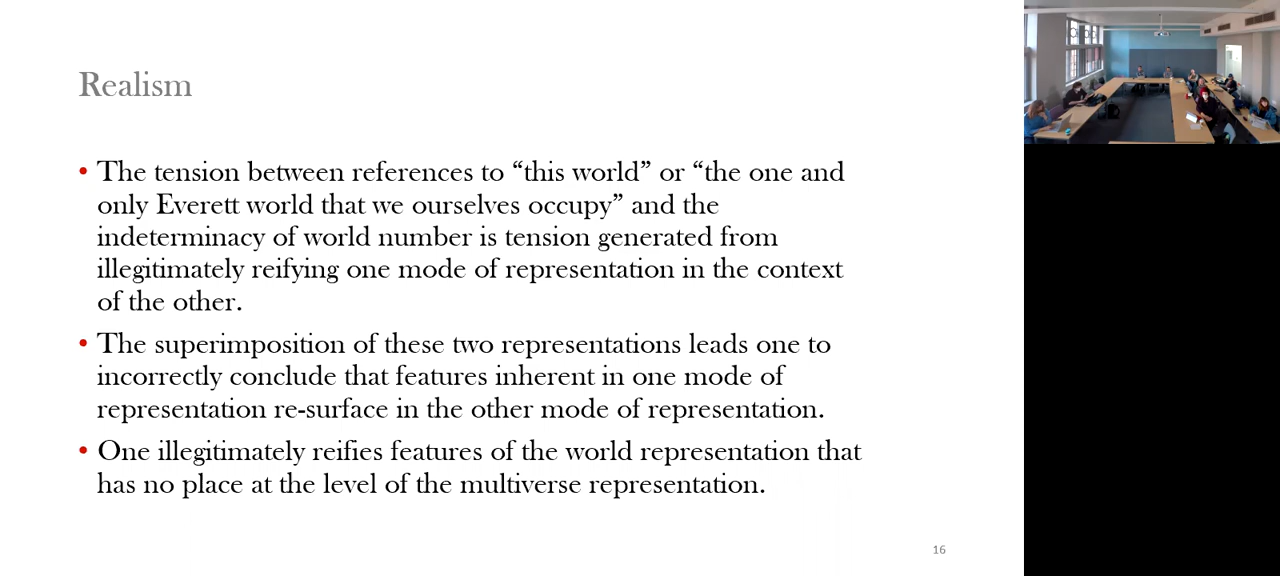 Realism
• The tension between references to “this world” or “the one and
only Everett world that we ourselves occupy” and the
indeterminacy of world number is tension generated from
illegitimately reifying one mode of representation in the context
of the other.
• The superimposition of these two representations leads one to
incorrectly conclude that features inherent in one mode of
representation re-surface in the other mode of representation.
• One illegitimately reifies features of the world representation that
has no place at the level of the multiverse representation.
16